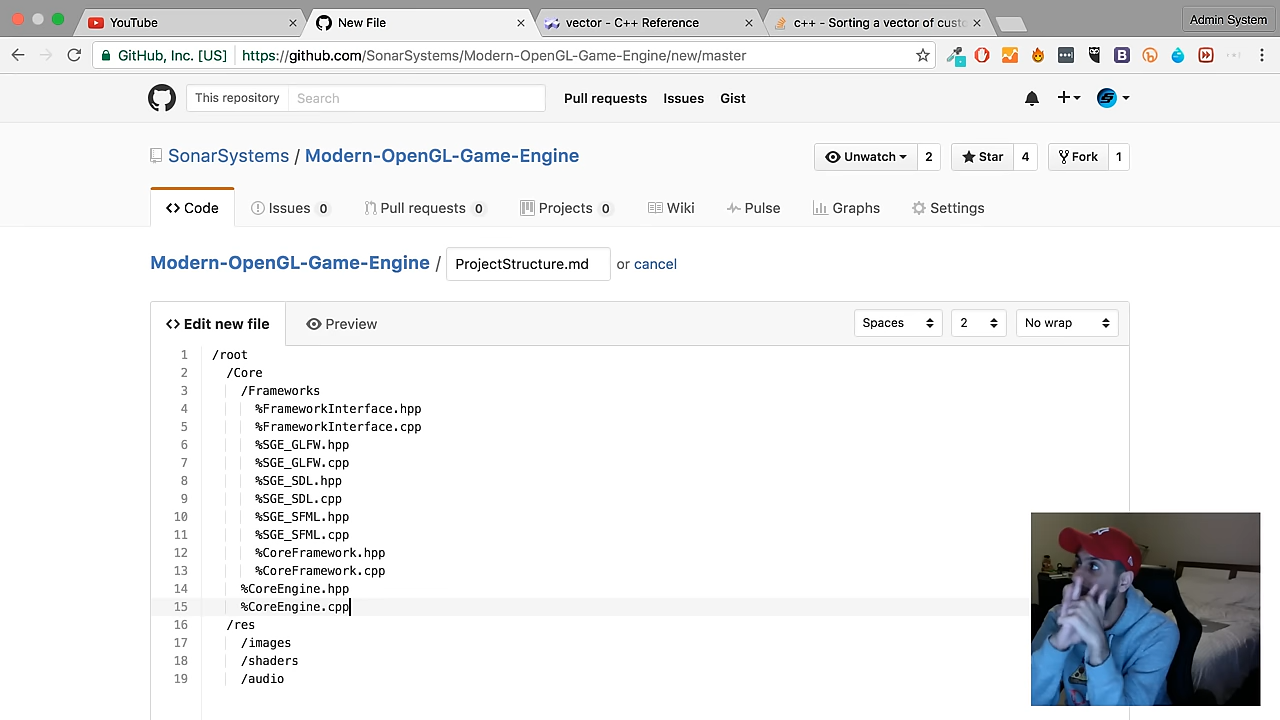 YouTube
New File
vector - C++ Reference
c++ - Sorting a vector of custo
Admin System
GitHub, Inc. [US]
https://github.com/SonarSystems/Modern-OpenGL-Game-Engine/new/master
This repository
Search
Pull requests
Issues
Gist
SonarSystems / Modern-OpenGL-Game-Engine
Unwatch 2
Star 4
Fork 1
<> Code
Issues 0
Pull requests 0
Projects 0
Wiki
Pulse
Graphs
Settings
Modern-OpenGL-Game-Engine / ProjectStructure.md or cancel
<> Edit new file
Preview
Spaces
2
No wrap
1 /root
2 /Core
3 /Frameworks
4 %FrameworkInterface.hpp
5 %FrameworkInterface.cpp
6 %SGE_GLFW.hpp
7 %SGE_GLFW.cpp
8 %SGE_SDL.hpp
9 %SGE_SDL.cpp
10 %SGE_SFML.hpp
11 %SGE_SFML.cpp
12 %CoreFramework.hpp
13 %CoreFramework.cpp
14 %CoreEngine.hpp
15 %CoreEngine.cpp
16 /res
17 /images
18 /shaders
19 /audio